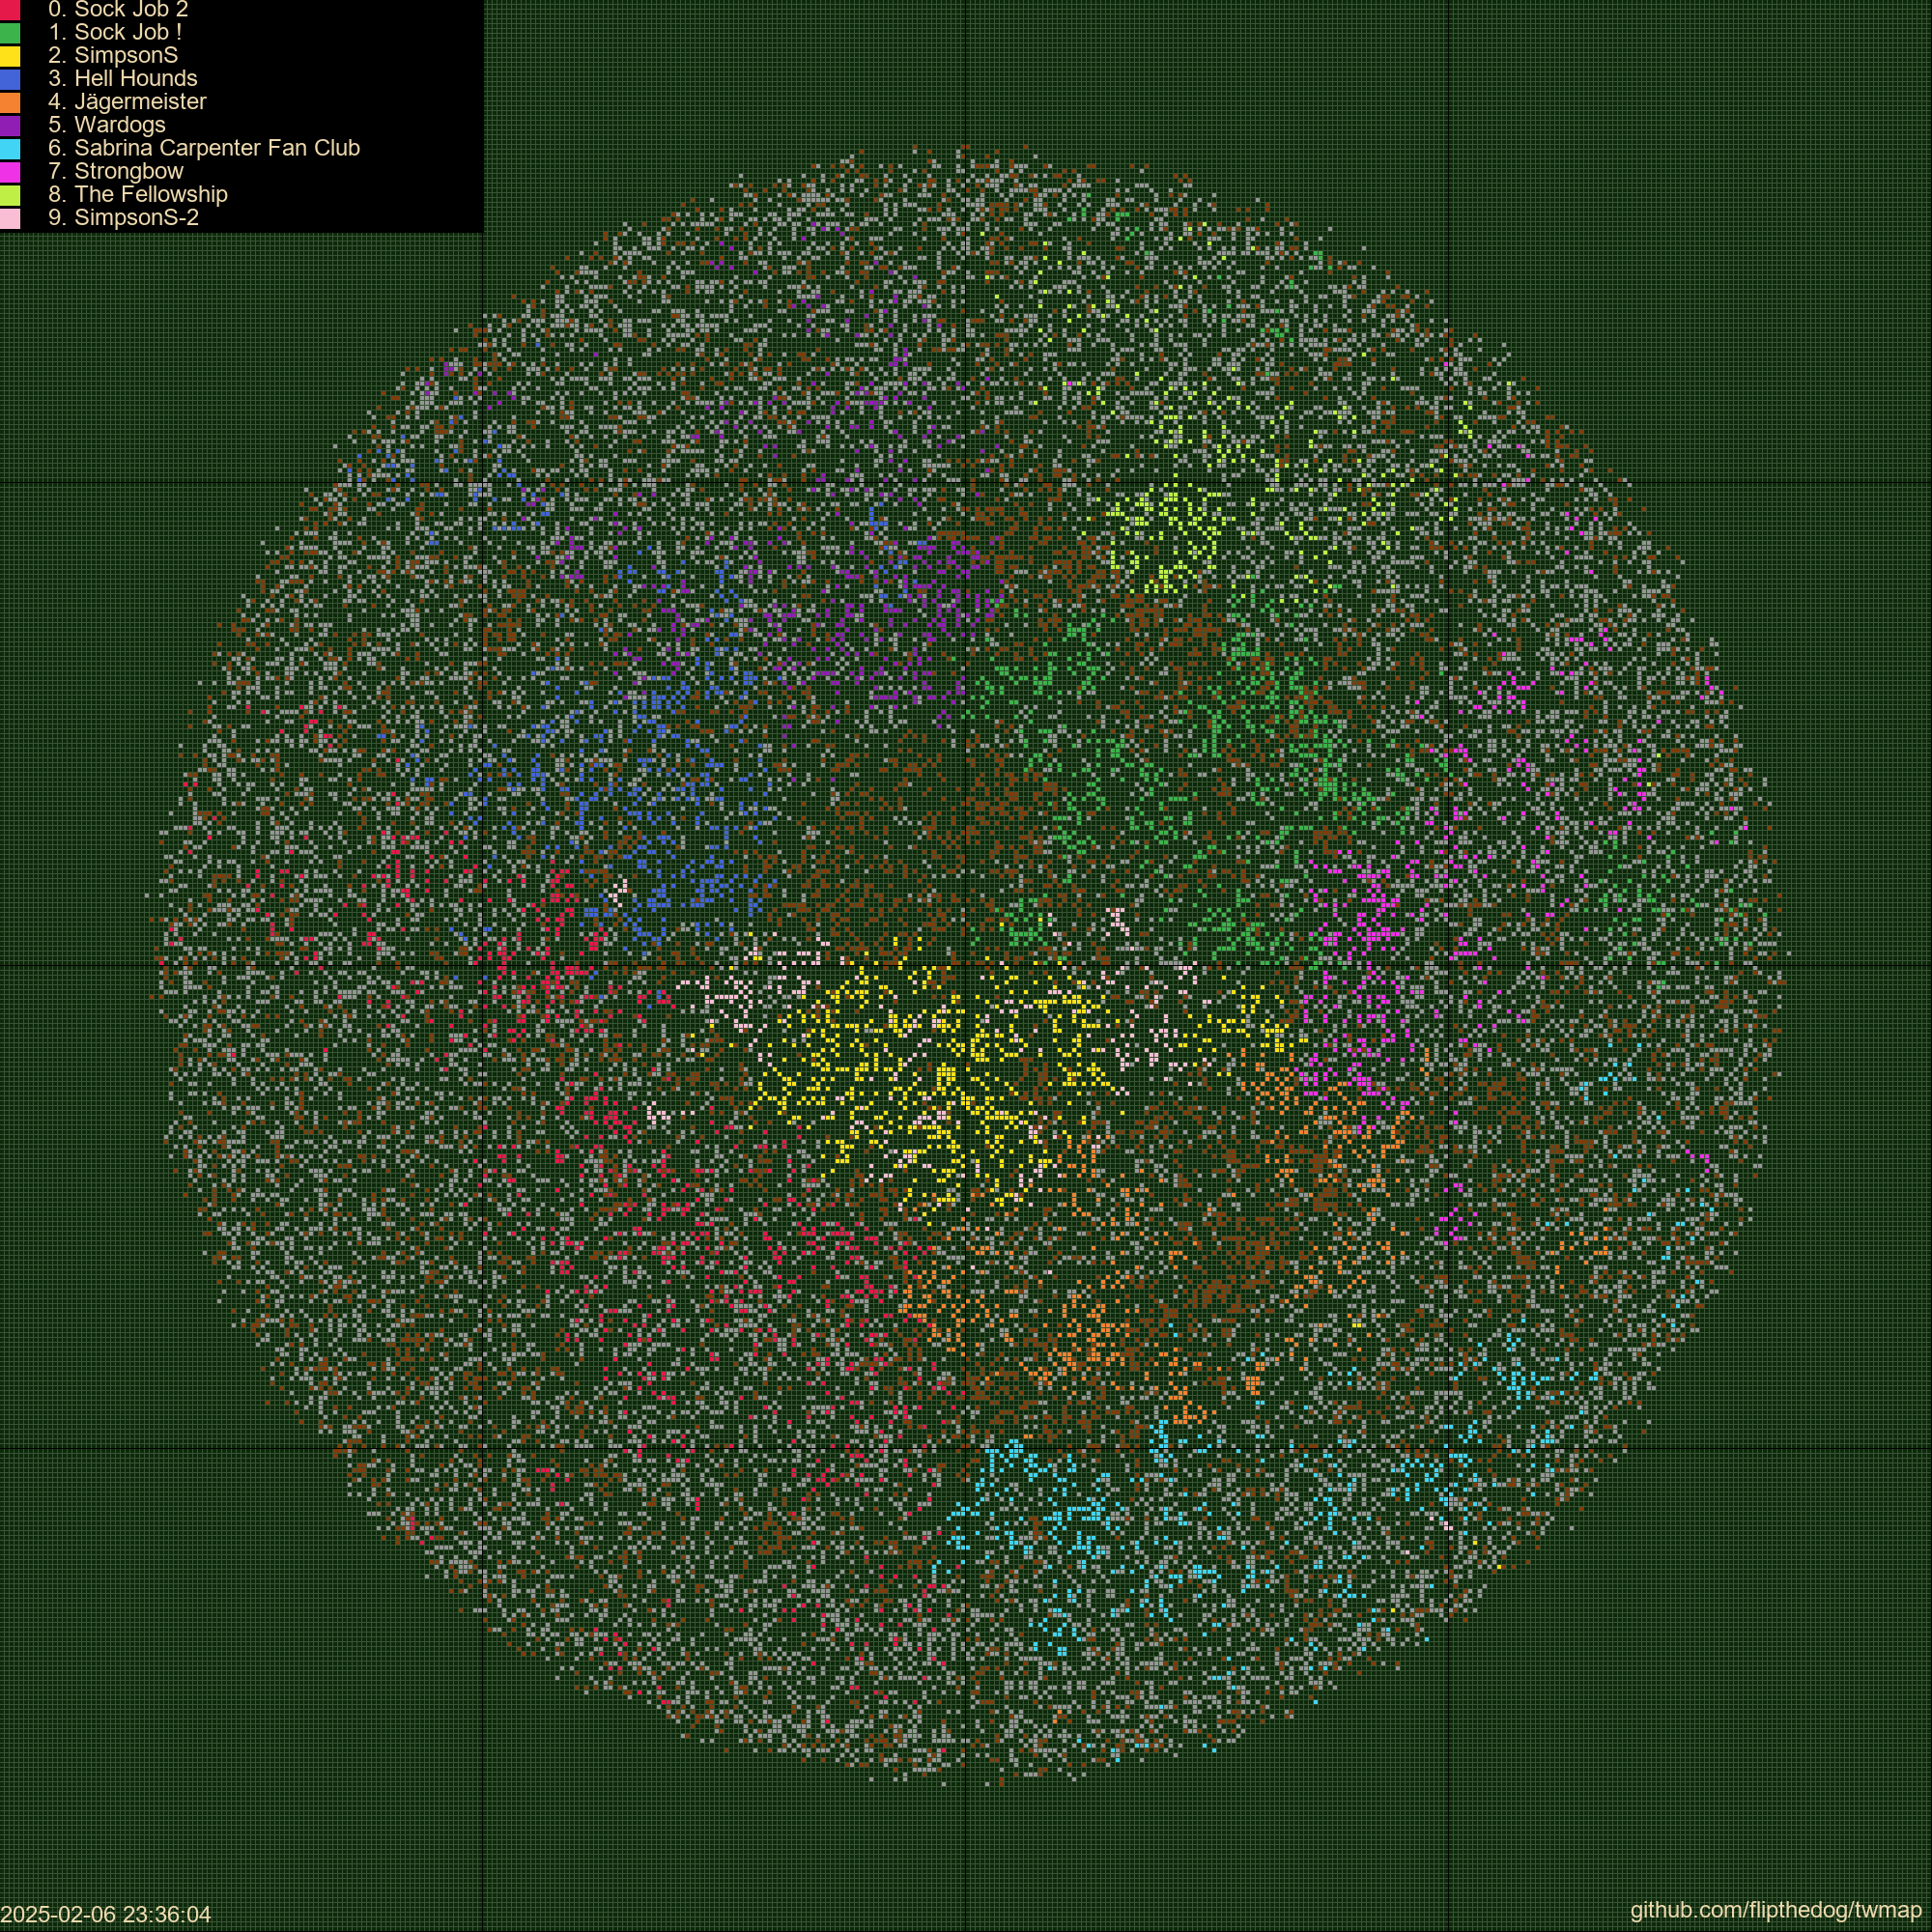 0. Sock Job 2
1. Sock Job !
2. SimpsonS
3. Hell Hounds
4. Jägermeister
5. Wardogs
6. Sabrina Carpenter Fan Club
7. Strongbow
8. The Fellowship
9. SimpsonS-2
2025-02-06 23:36:04
github.com/flipthedog/twmap